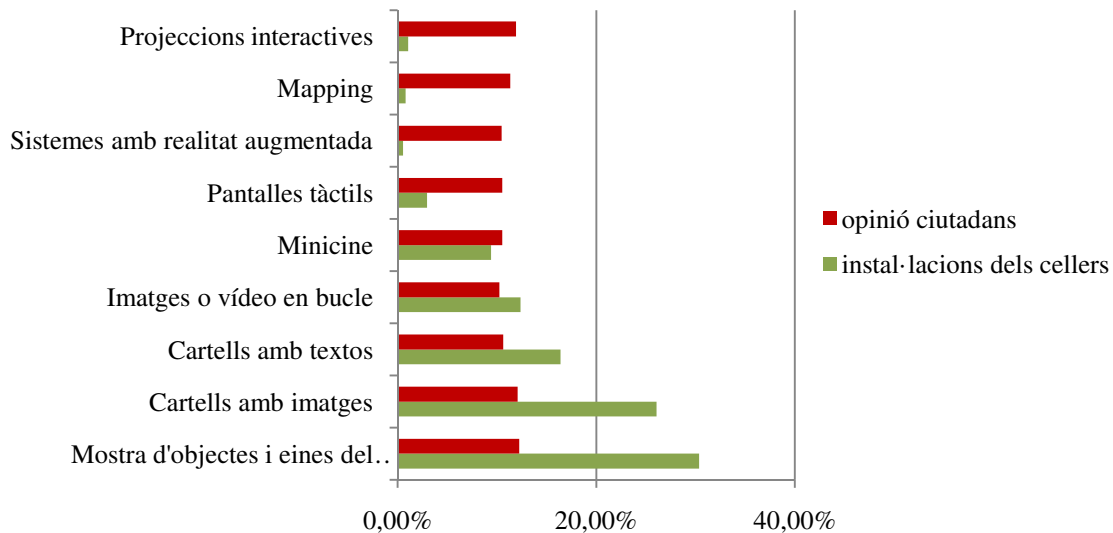 Projeccions interactives
Mapping
Sistemes amb realitat augmentada
Pantalles tàctils
Minicine
Imatges o vídeo en bucle
Cartells amb textos
Cartells amb imatges
Mostra d'objectes i eines del…
0,00%
20,00%
40,00%
opinió ciutadans
instal·lacions dels cellers